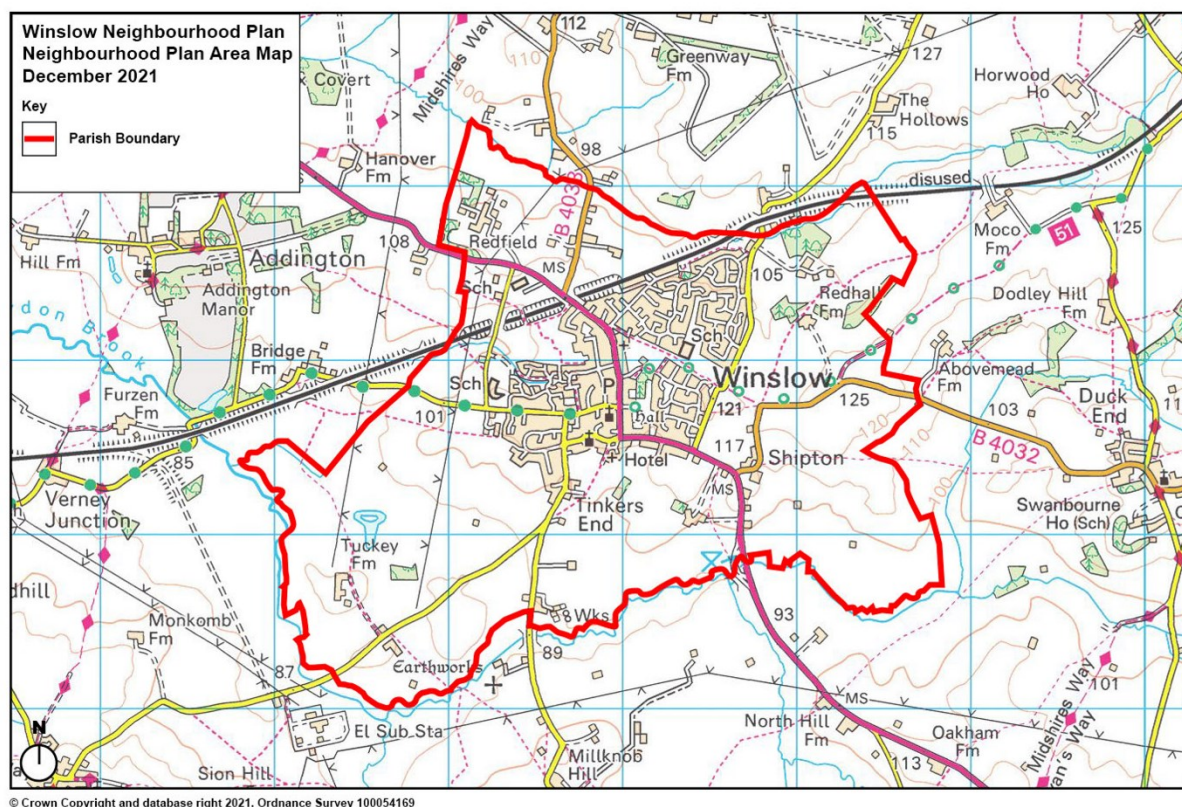 Winslow Neighbourhood Plan
Neighbourhood Plan Area Map
December 2021
Key
Parish Boundary
Covert
Midshires Way
110
100
112
Greenway
Fm
127
Horwood
Ho
The
Hollows
115
Hanover
Fm
98
B 4033
disused
108
Redfield
MS
Moco
Fm
51
125
Hill Fm
Addington
Addington
Manor
Sch
105
Redhall
Fm
Dodley Hill
Fm
Bridge
Fm
Sch
Sch
P
Winslow
Abovemead
Fm
Furzen
Fm
101
Hall
121
125
120
110
103
Duck
End
B 4032
85
117
Hotel
Shipton
100
MS
Verney
Junction
Tinkers
End
Swanbourne
Ho (Sch)
Tuckey
Fm
dhill
Monkomb
Fm
Wks
93
87
Earthworks
89
101
Midshires Way
MS
N
El Sub Sta
North Hill
Fm
Oakham
Fm
Millknob
Hill
113
Sion Hill
© Crown Copyright and database right 2021. Ordnance Survey 100054169